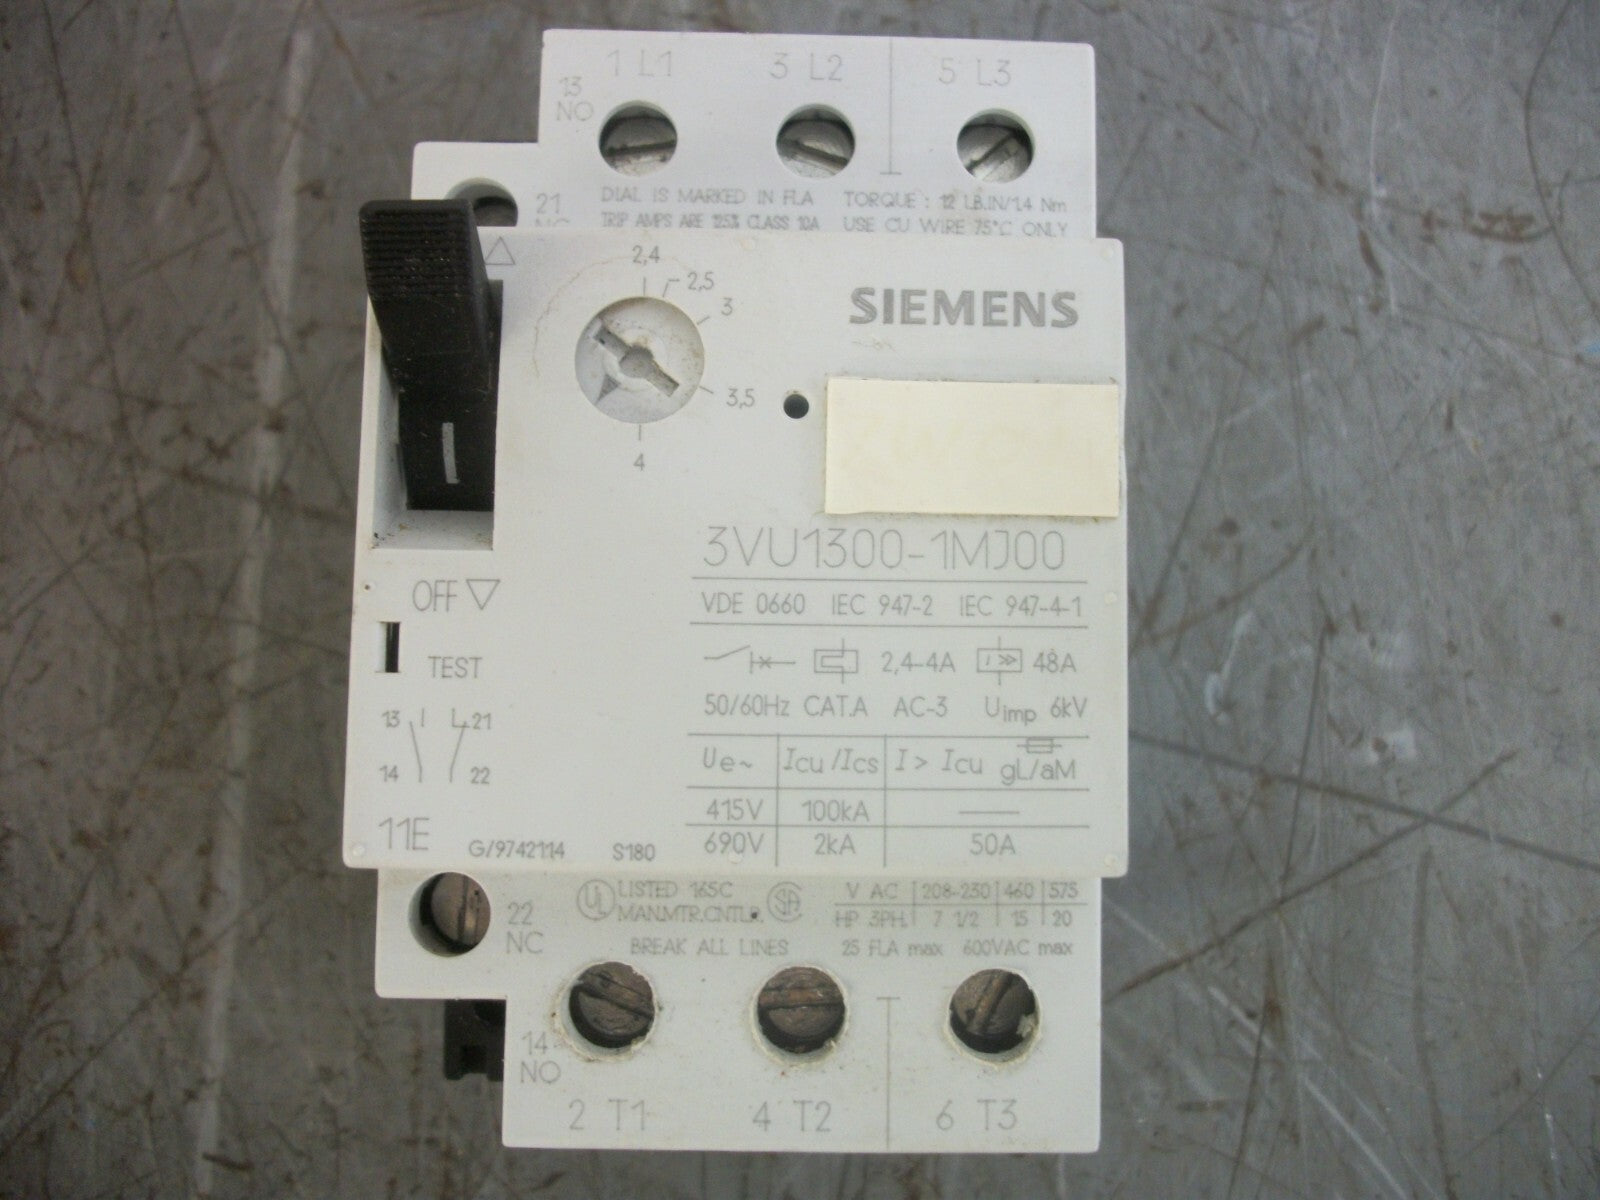 1 L1 3 L2 5 L3
13
NO
21
DIAL IS MARKED IN FLA TORQUE : 12 LB.IN/1.4 Nm
TRIP AMPS ARE 125% CLASS 10A USE CU WIRE 75°C ONLY
2,4
2,5
3
3,5
4
SIEMENS
3VU1300-1MJ00
VDE 0660 IEC 947-2 IEC 947-4-1
2,4-4A I >> 48A
50/60Hz CAT.A AC-3 Uimp 6kV
Ue~ Icu/Ics I > Icu gL/aM
415V 100kA —
690V 2kA 50A
OFF
TEST
13 21
14 22
11E
G/9742114 S180
UL LISTED 165C SA
MAN.MTR.CNTLR.
BREAK ALL LINES
V AC 208-230 460 575
HP 3PH. 7 1/2 15 20
25 FLA max 600VAC max
22
NC
14
NO
2 T1 4 T2 6 T3